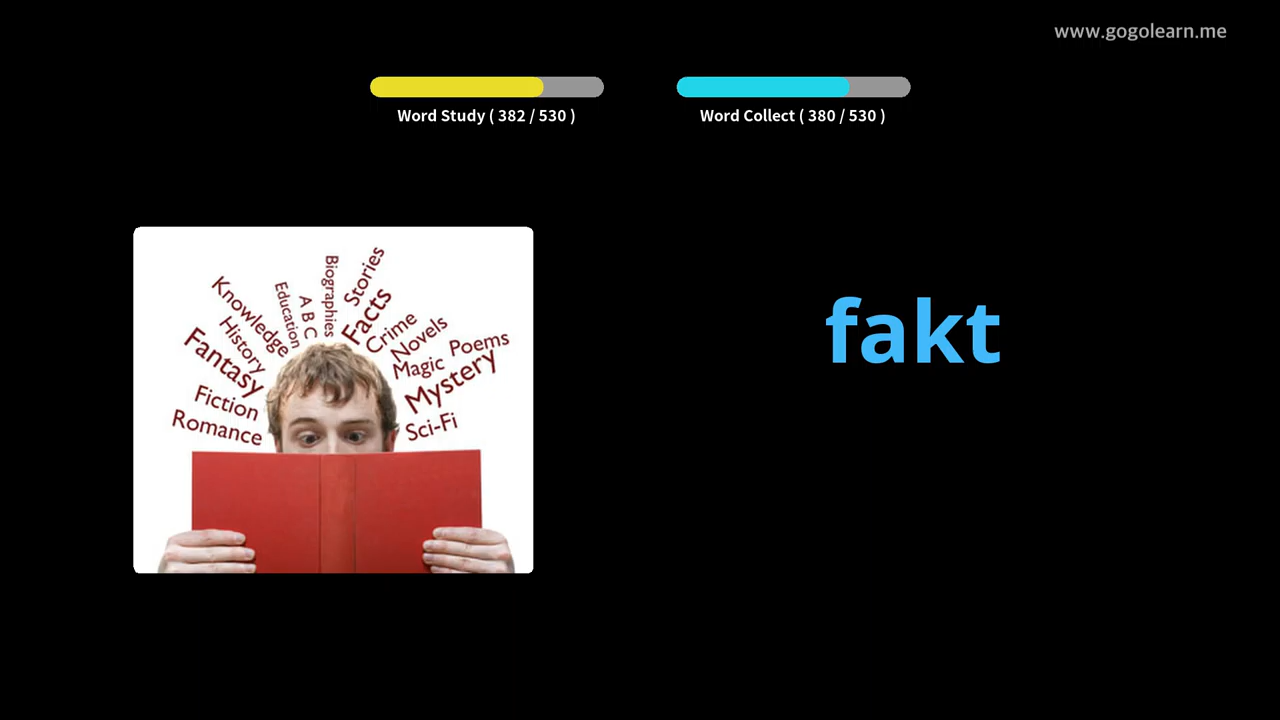 www.gogolearn.me
Word Study ( 382 / 530 )
Word Collect ( 380 / 530 )
fakt
Romance
Fiction
Fantasy
History
Knowledge
Education
A B C
Biographies
Stories
Facts
Crime
Novels
Magic
Poems
Mystery
Sci-Fi